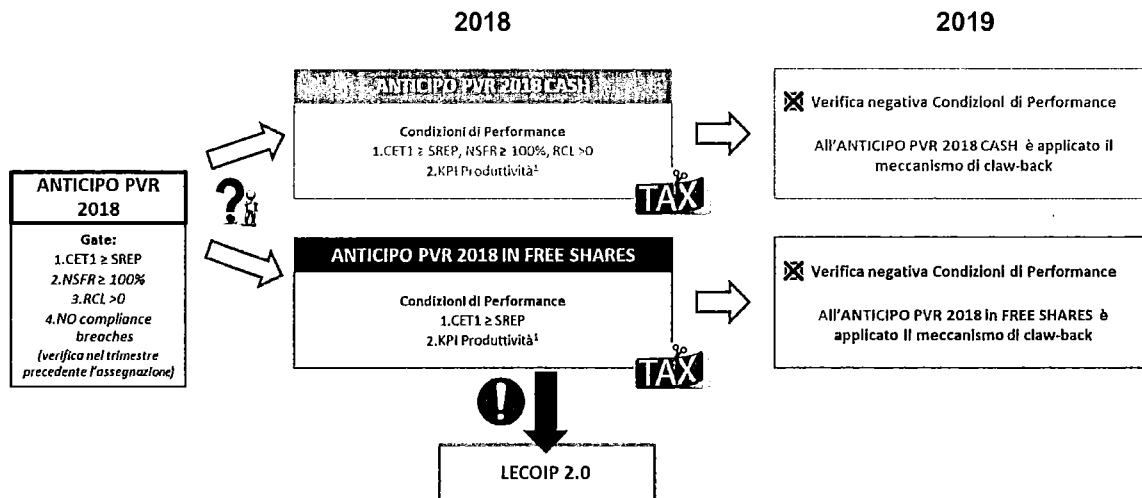 2018
2019
ANTICIPO PVR
2018
Gate:
1.CET1 ≥ SREP
2.NSFR ≥ 100%
3.RCL >0
4.NO compliance
breaches
(verifica nel trimestre
precedente l'assegnazione)
?
ANTICIPO PVR 2018 CASH
Condizioni di Performance
1.CET1 ≥ SREP, NSFR ≥ 100%, RCL >0
2.KPI Produttività¹
TAX
Verifica negativa Condizioni di Performance
All'ANTICIPO PVR 2018 CASH è applicato il
meccanismo di claw-back
ANTICIPO PVR 2018 IN FREE SHARES
Condizioni di Performance
1.CET1 ≥ SREP
2.KPI Produttività¹
TAX
Verifica negativa Condizioni di Performance
All'ANTICIPO PVR 2018 in FREE SHARES è
applicato il meccanismo di claw-back
!
LECOIP 2.0